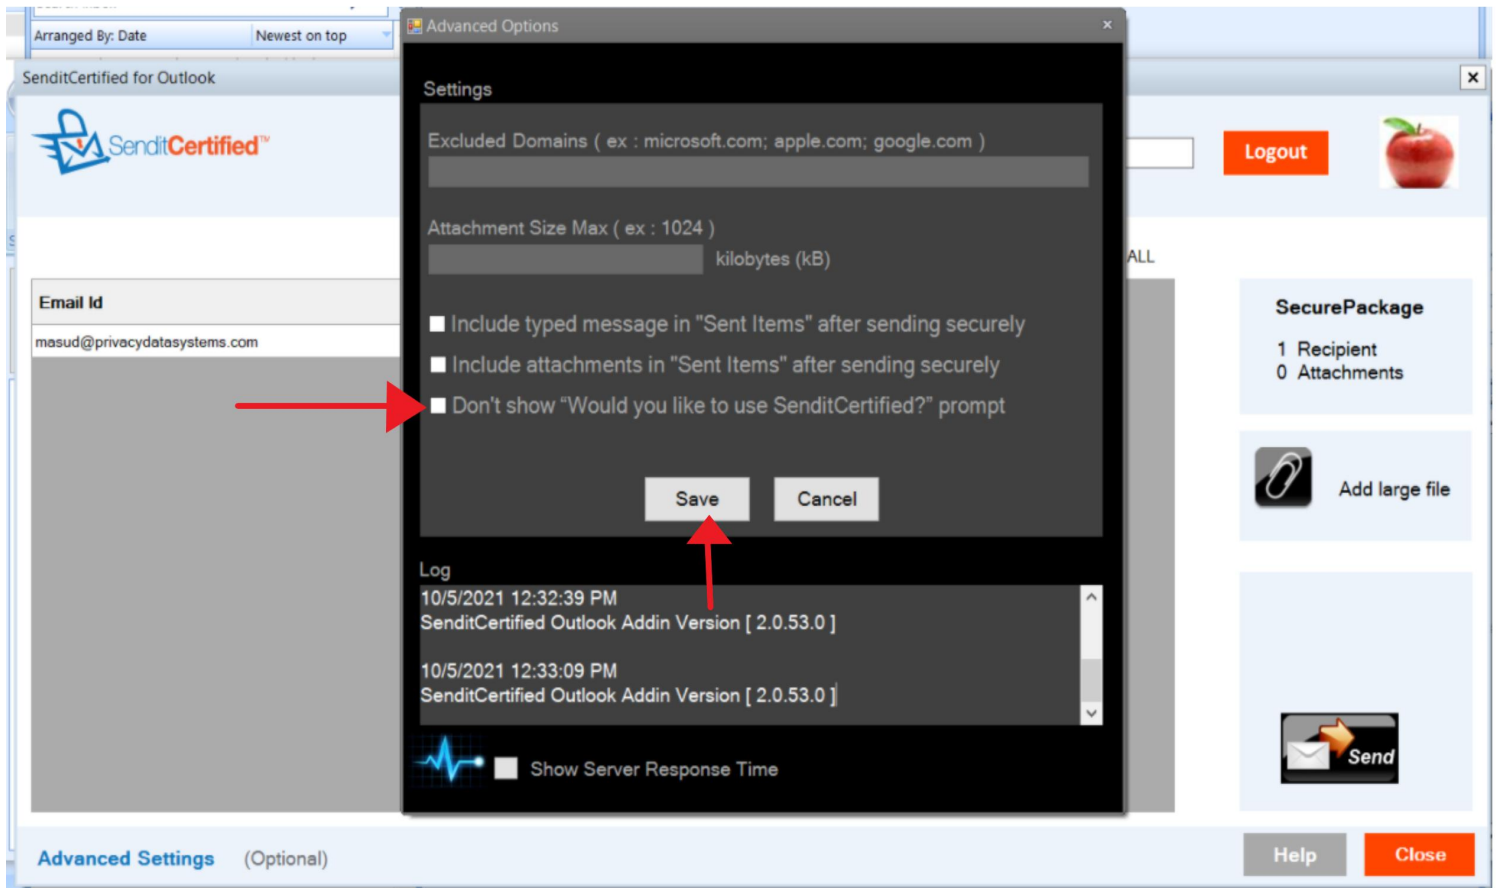 Arranged By: Date
Newest on top
Advanced Options
SenditCertified for Outlook
SenditCertified™
Logout
Settings
Excluded Domains ( ex : microsoft.com; apple.com; google.com )
Attachment Size Max ( ex : 1024 )
kilobytes (kB)
ALL
Email Id
masud@privacydatasystems.com
Include typed message in "Sent Items" after sending securely
Include attachments in "Sent Items" after sending securely
Don't show “Would you like to use SenditCertified?” prompt
Save
Cancel
SecurePackage
1 Recipient
0 Attachments
Add large file
Log
10/5/2021 12:32:39 PM
SenditCertified Outlook Addin Version [ 2.0.53.0 ]
10/5/2021 12:33:09 PM
SenditCertified Outlook Addin Version [ 2.0.53.0 ]
Show Server Response Time
Send
Advanced Settings
(Optional)
Help
Close